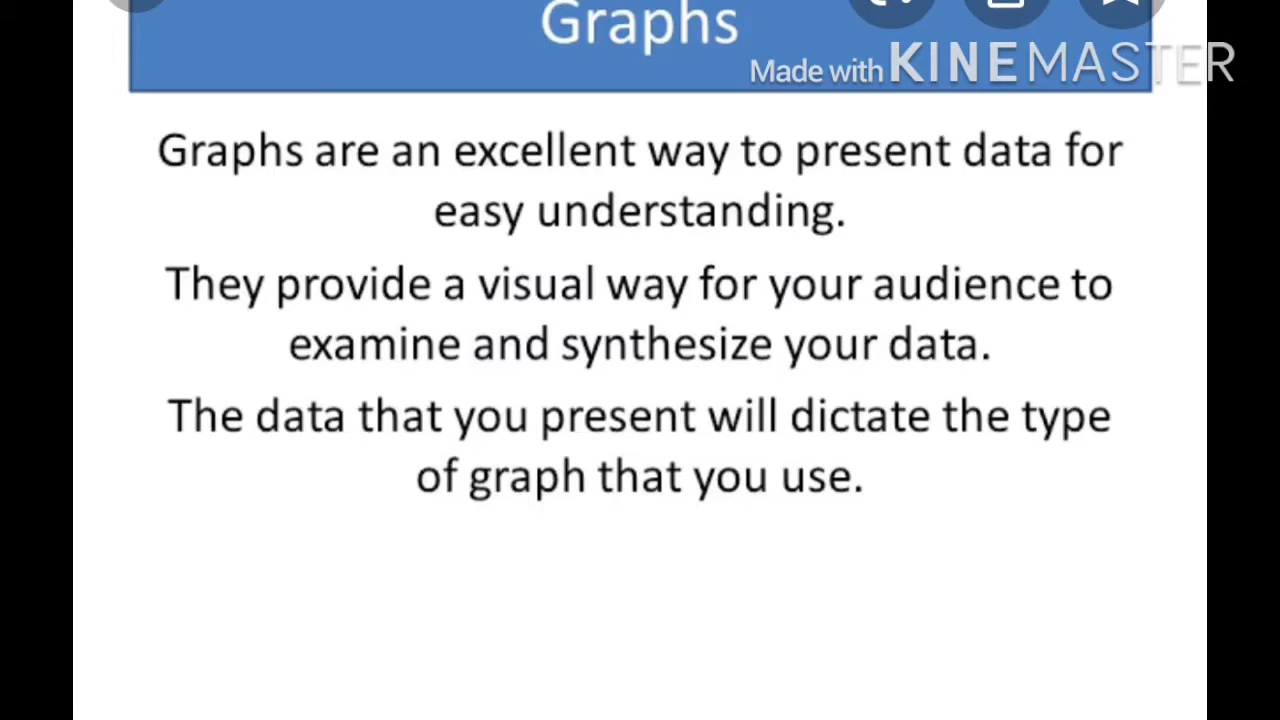 Graphs
Made with KINEMASTER
Graphs are an excellent way to present data for
easy understanding.
They provide a visual way for your audience to
examine and synthesize your data.
The data that you present will dictate the type
of graph that you use.